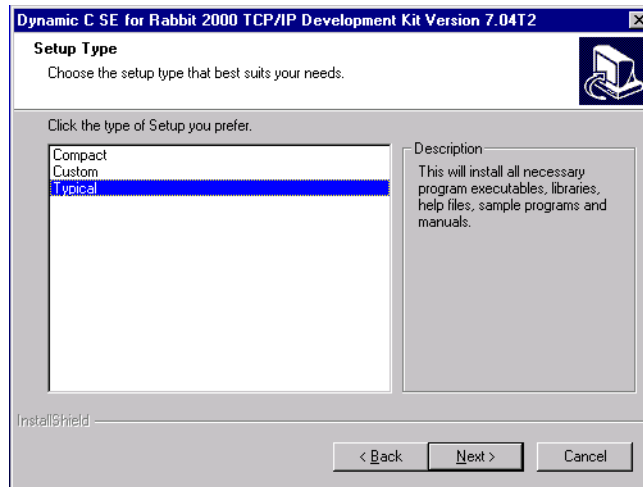 Dynamic C SE for Rabbit 2000 TCP/IP Development Kit Version 7.04T2
Setup Type
Choose the setup type that best suits your needs.
Click the type of Setup you prefer.
Compact
Custom
Typical
Description
This will install all necessary
program executables, libraries,
help files, sample programs and
manuals.
InstallShield
< Back
Next >
Cancel